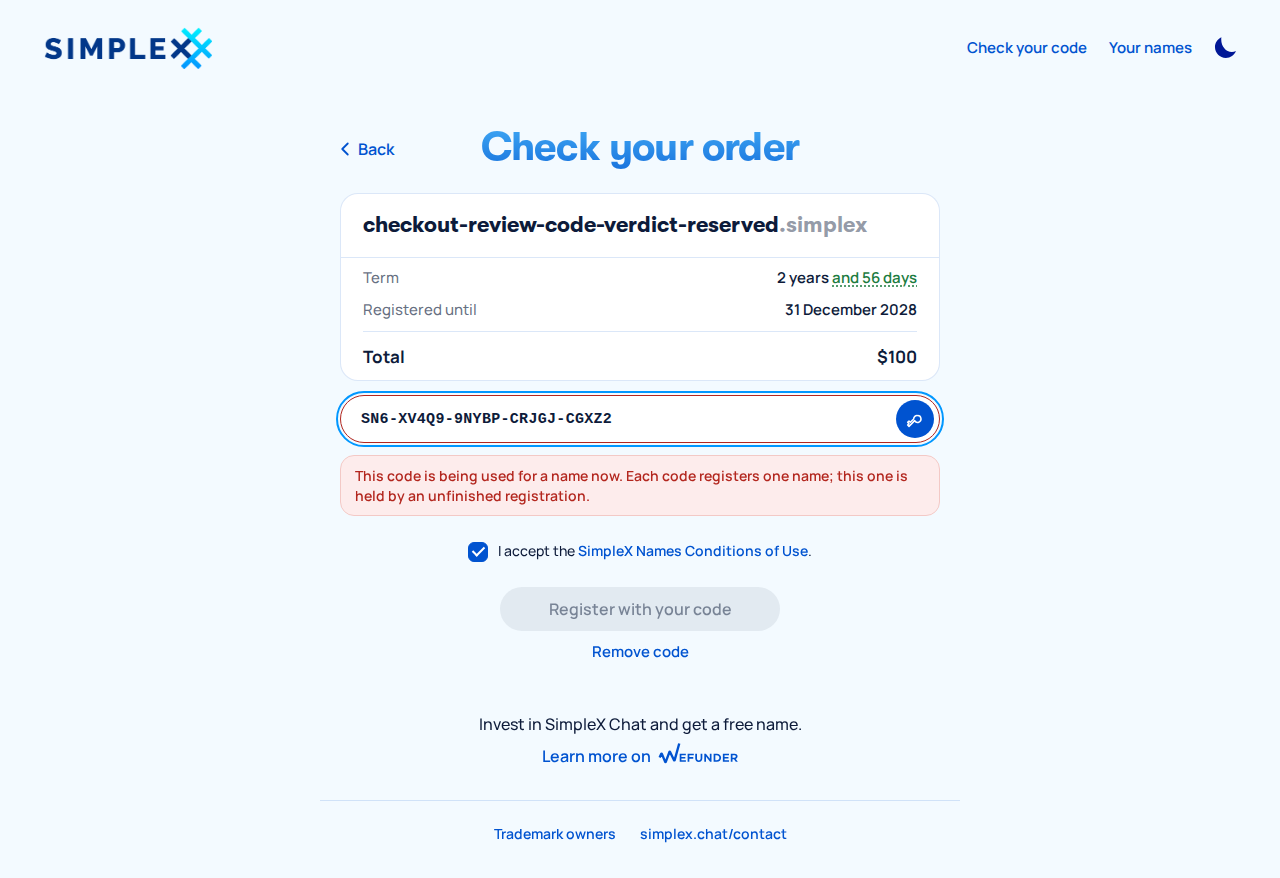 SIMPLEX
Check your code
Your names
Back
Check your order
checkout-review-code-verdict-reserved.simplex
Term
2 years and 56 days
Registered until
31 December 2028
Total
$100
SN6-XV4Q9-9NYBP-CRJGJ-CGXZ2
This code is being used for a name now. Each code registers one name; this one is
held by an unfinished registration.
I accept the SimpleX Names Conditions of Use.
Register with your code
Remove code
Invest in SimpleX Chat and get a free name.
Learn more on WEFUNDER
Trademark owners
simplex.chat/contact